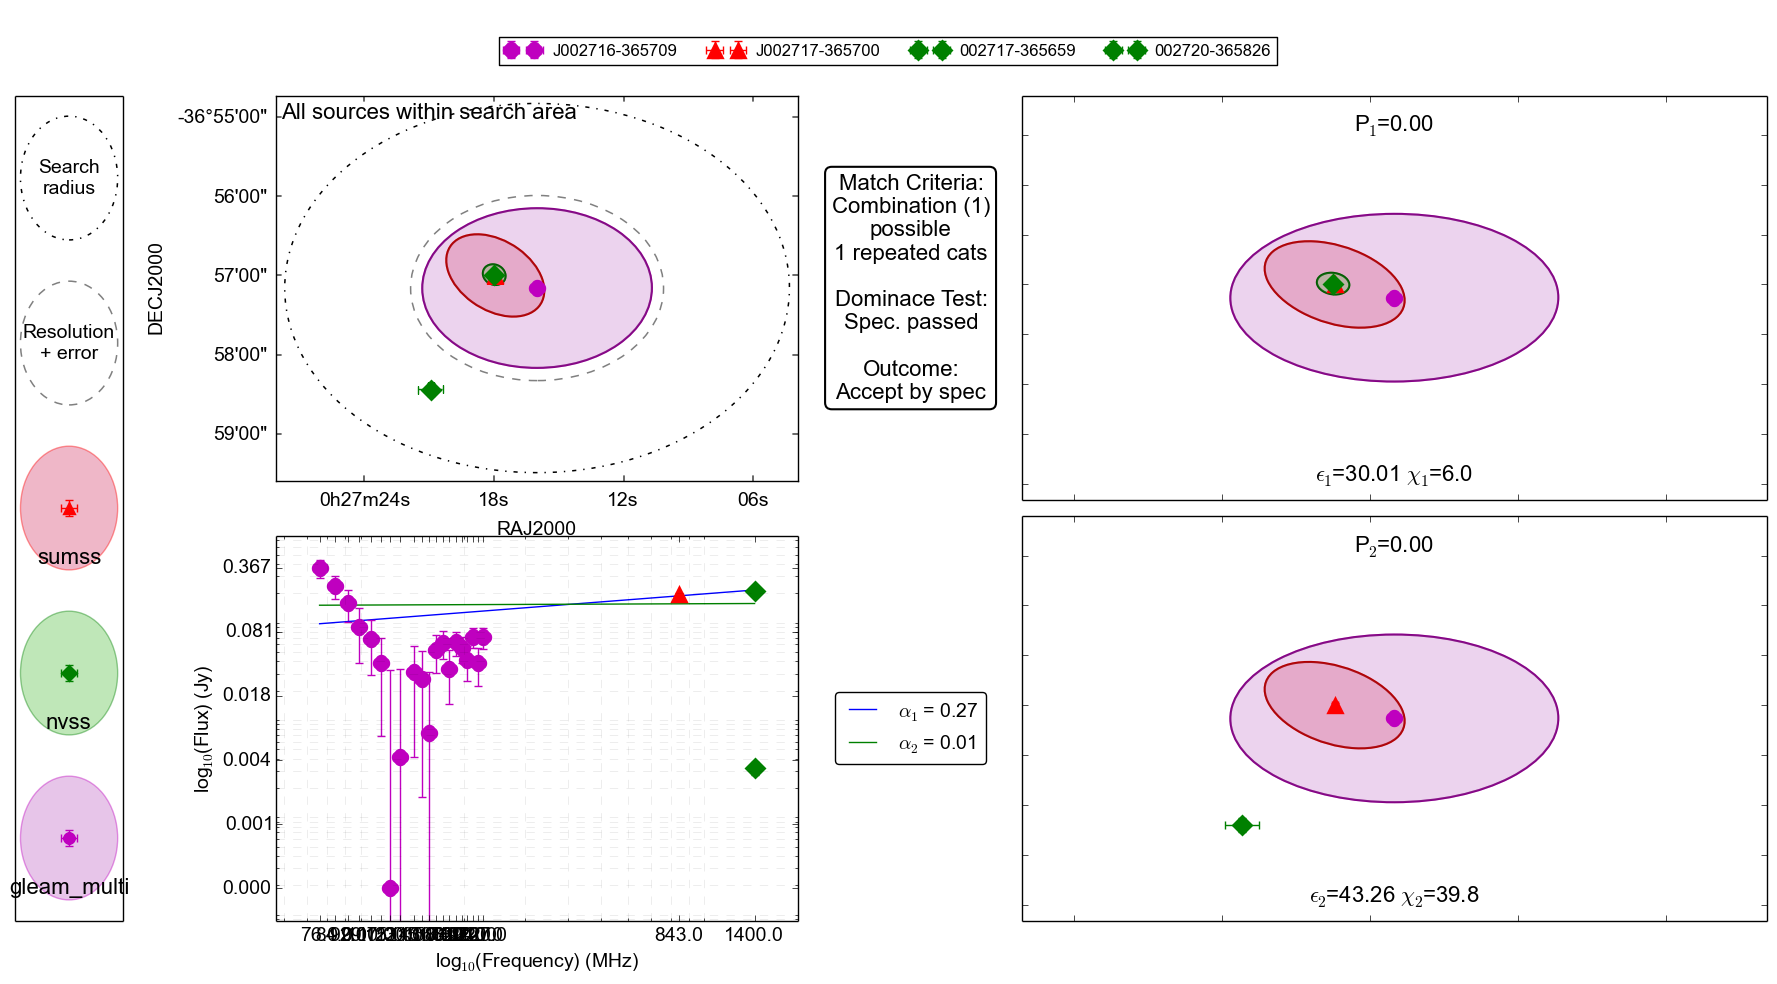 J002716-365709 J002717-365700 002717-365659 002720-365826
Search
radius
Resolution
+ error
sumss
nvss
gleam_multi
All sources within search area
-36°55'00"
56'00"
57'00"
58'00"
59'00"
DECJ2000
0h27m24s 18s 12s 06s
RAJ2000
Match Criteria:
Combination (1)
possible
1 repeated cats
Dominace Test:
Spec. passed
Outcome:
Accept by spec
P₁=0.00
ϵ₁=30.01 χ₁=6.0
0.367
0.081
0.018
0.004
0.001
0.000
log₁₀(Flux) (Jy)
843.0 1400.0
log₁₀(Frequency) (MHz)
α₁ = 0.27
α₂ = 0.01
P₂=0.00
ϵ₂=43.26 χ₂=39.8